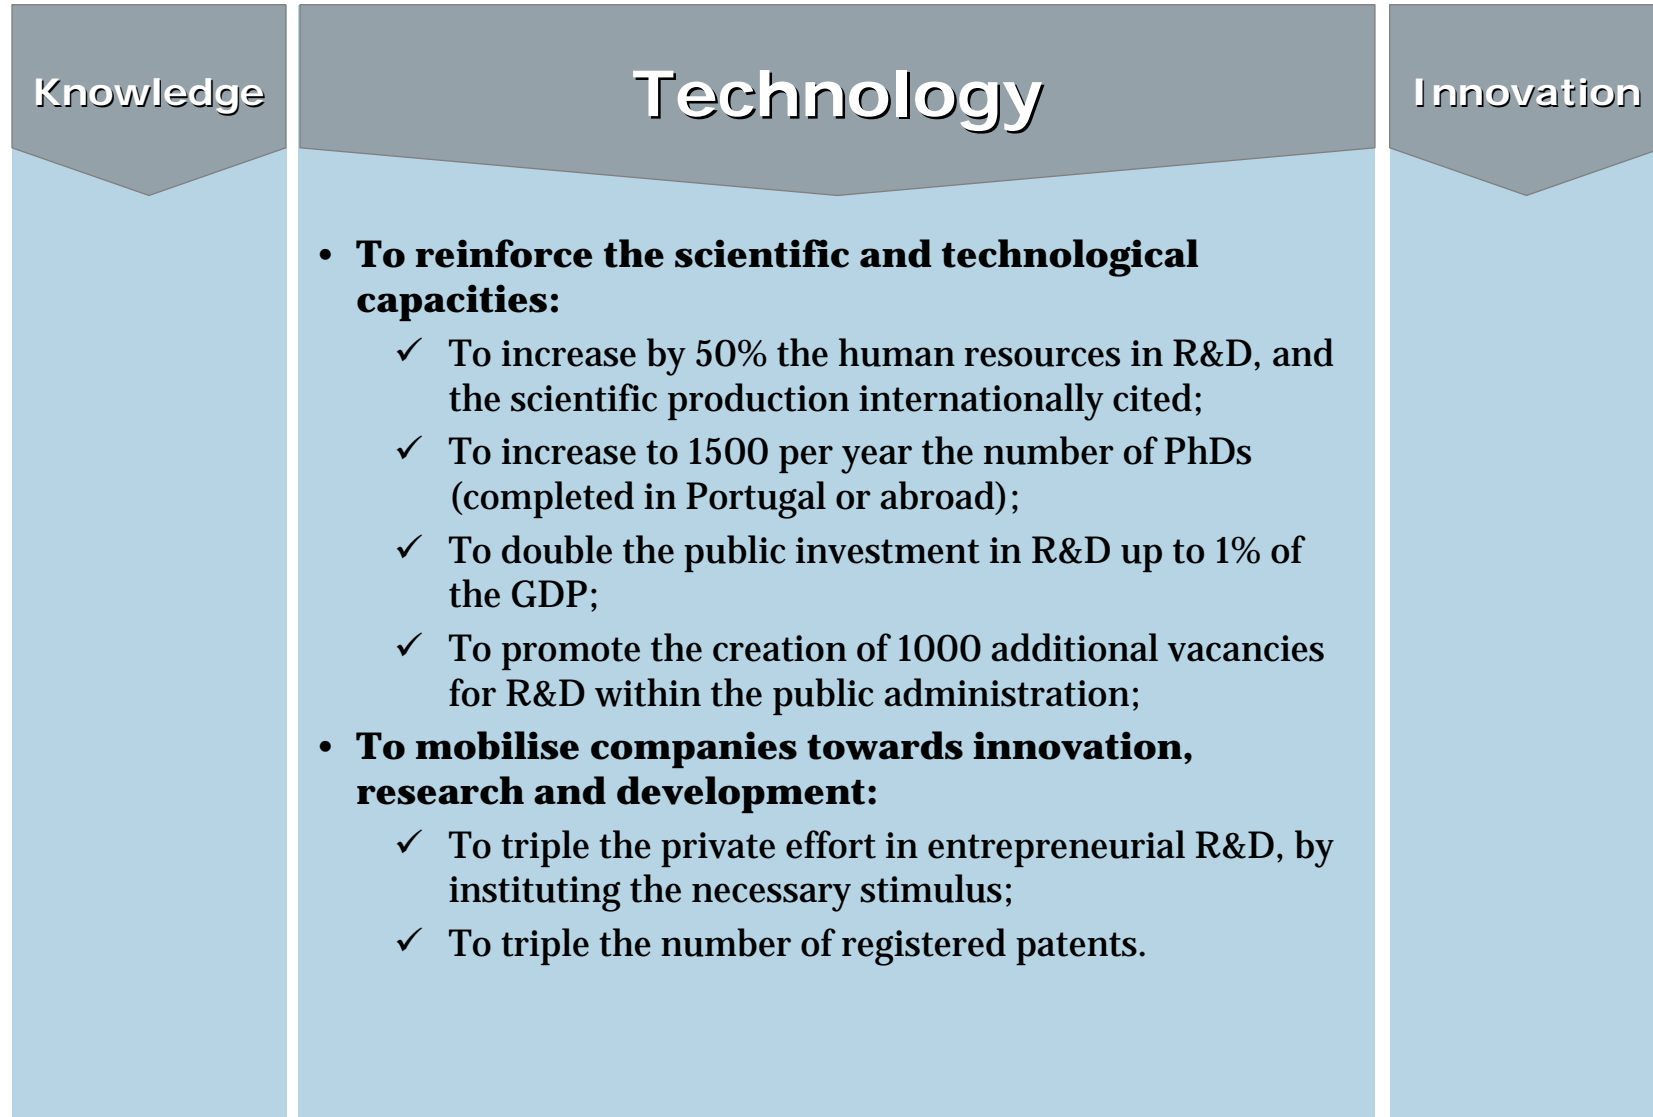 Knowledge
Technology
Innovation
• To reinforce the scientific and technological
capacities:
✓ To increase by 50% the human resources in R&D, and
the scientific production internationally cited;
✓ To increase to 1500 per year the number of PhDs
(completed in Portugal or abroad);
✓ To double the public investment in R&D up to 1% of
the GDP;
✓ To promote the creation of 1000 additional vacancies
for R&D within the public administration;
• To mobilise companies towards innovation,
research and development:
✓ To triple the private effort in entrepreneurial R&D, by
instituting the necessary stimulus;
✓ To triple the number of registered patents.